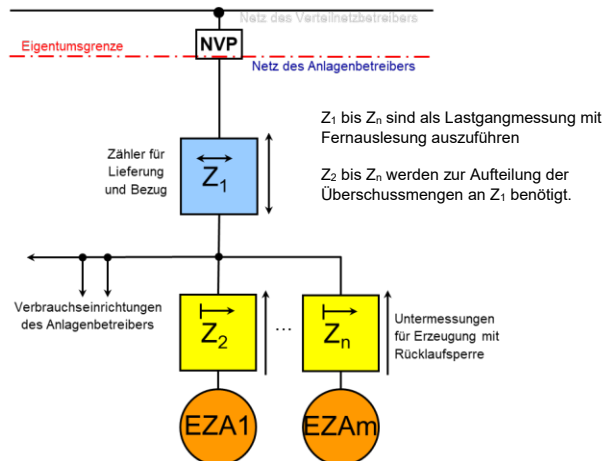 Netz des Verteilnetzbetreibers
NVP
Eigentumsgrenze
Netz des Anlagenbetreibers
Z₁ bis Zₙ sind als Lastgangmessung mit
Fernauslesung auszuführen
Zähler für
Lieferung
und Bezug
Z₁
Z₂ bis Zₙ werden zur Aufteilung der
Überschussmengen an Z₁ benötigt.
Verbrauchseinrichtungen
des Anlagenbetreibers
Z₂
...
Zₙ
Untermessungen
für Erzeugung mit
Rücklaufsperre
EZA1
EZAm